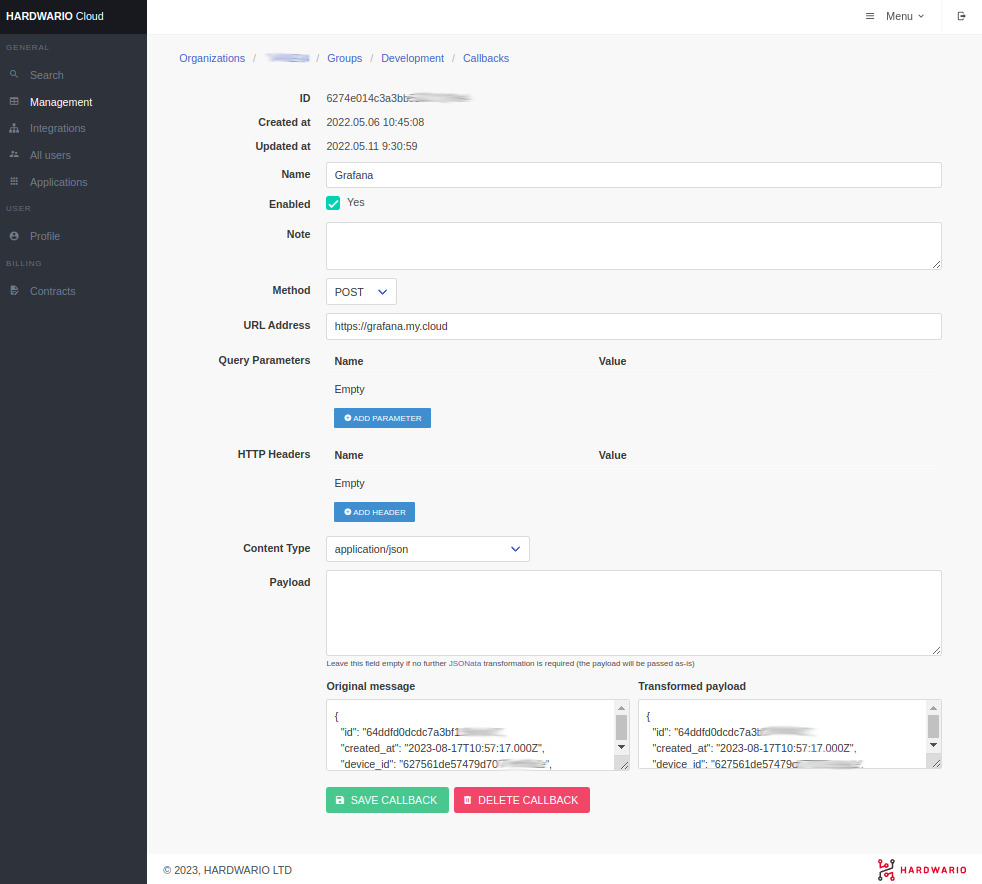 HARDWARIO Cloud
Menu
GENERAL
Search
Management
Integrations
All users
Applications
USER
Profile
BILLING
Contracts
Organizations / / Groups / Development / Callbacks
ID 6274e014c3a3bb
Created at 2022.05.06 10:45:08
Updated at 2022.05.11 9:30:59
Name Grafana
Enabled Yes
Note
Method POST
URL Address https://grafana.my.cloud
Query Parameters Name Value
Empty
ADD PARAMETER
HTTP Headers Name Value
Empty
ADD HEADER
Content Type application/json
Payload
Leave this field empty if no further JSONata transformation is required (the payload will be passed as-is)
Original message Transformed payload
{ {
"id": "64ddfd0dcdc7a3bf1 "id": "64ddfd0dcdc7a3b
"created_at": "2023-08-17T10:57:17.000Z", "created_at": "2023-08-17T10:57:17.000Z",
"device_id": "627561de57479d70 ", "device_id": "627561de57479
SAVE CALLBACK DELETE CALLBACK
© 2023, HARDWARIO LTD
HARDWARIO